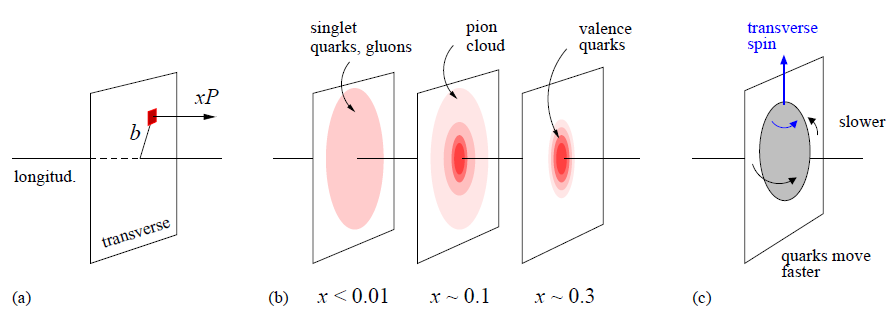 xP
b
longitud.
transverse
(a)
singlet
quarks, gluons
pion
cloud
valence
quarks
(b)
x < 0.01
x ~ 0.1
x ~ 0.3
transverse
spin
slower
quarks move
faster
(c)